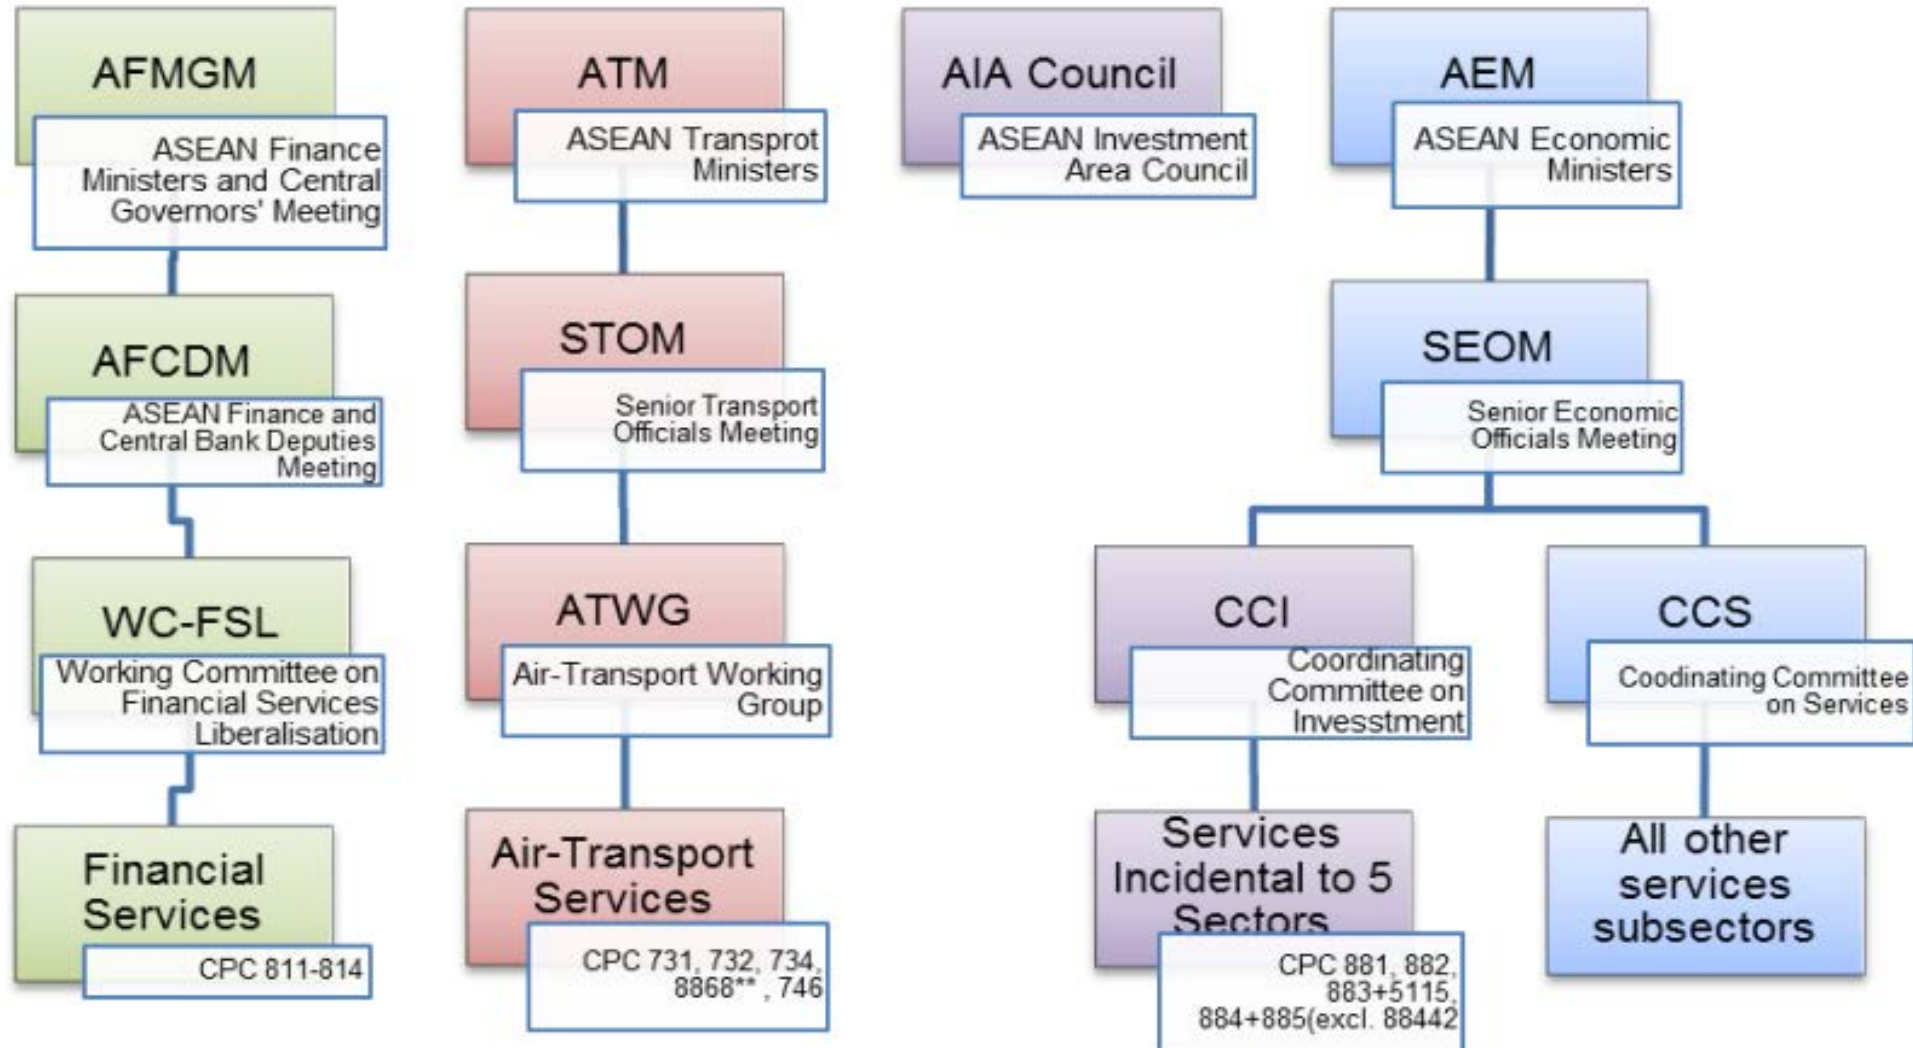 AFMGM
ASEAN Finance
Ministers and Central
Governors' Meeting
AFCDM
ASEAN Finance and
Central Bank Deputies
Meeting
WC-FSL
Working Committee on
Financial Services
Liberalisation
Financial
Services
CPC 811-814
ATM
ASEAN Transprot
Ministers
STOM
Senior Transport
Officials Meeting
ATWG
Air-Transport Working
Group
Air-Transport
Services
CPC 731, 732, 734,
8868** , 746
AIA Council
ASEAN Investment
Area Council
AEM
ASEAN Economic
Ministers
SEOM
Senior Economic
Officials Meeting
CCI
Coordinating
Committee on
Invesstment
Services
Incidental to 5
Sectors
CPC 881, 882,
883+5115,
884+885(excl. 88442
CCS
Coodinating Committee
on Services
All other
services
subsectors